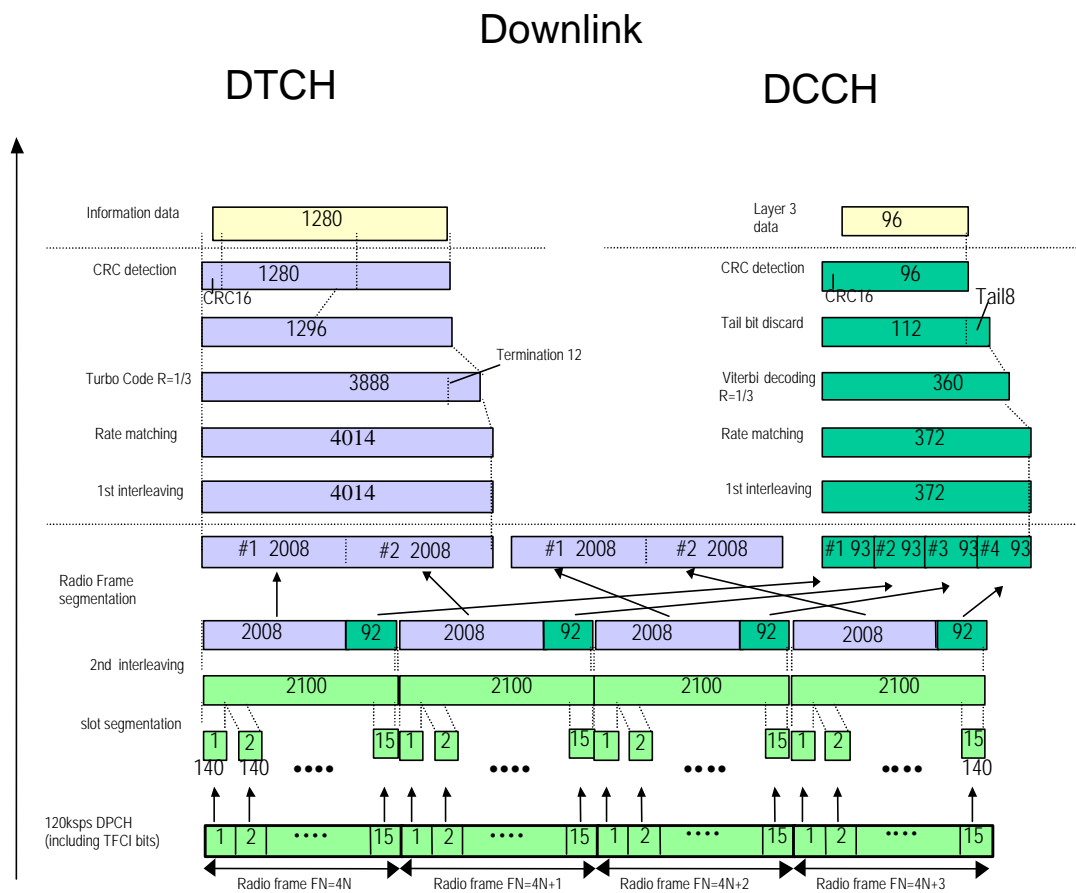 Downlink
DTCH
DCCH
Information data
1280
Layer 3
data
96
CRC detection
1280
CRC16
CRC detection
96
CRC16
Tail8
1296
Tail bit discard
112
Termination 12
Turbo Code R=1/3
3888
Viterbi decoding
R=1/3
360
Rate matching
4014
Rate matching
372
1st interleaving
4014
1st interleaving
372
#1 2008 #2 2008 #1 2008 #2 2008 #1 93 #2 93 #3 93 #4 93
Radio Frame
segmentation
2008 92 2008 92 2008 92 2008 92
2nd interleaving
2100 2100 2100 2100
slot segmentation
1 2 15 1 2 15 1 2 15 1 2 15
140 140 •••• •••• •••• •••• 140
120ksps DPCH
(including TFCI bits)
1 2 •••• 15 1 2 •••• 15 1 2 •••• 15 1 2 •••• 15
Radio frame FN=4N Radio frame FN=4N+1 Radio frame FN=4N+2 Radio frame FN=4N+3